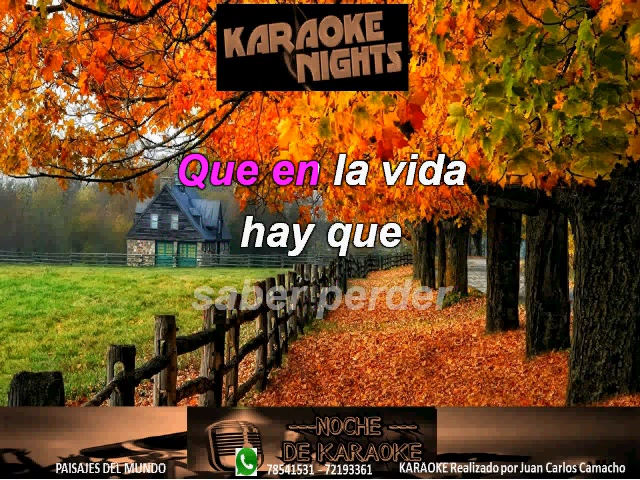 KARAOKE
NIGHTS
Que en la vida
hay que
saber perder
NOCHE
DE KARAOKE
PAISAJES DEL MUNDO 78541531 - 72193361 KARAOKE Realizado por Juan Carlos Camacho